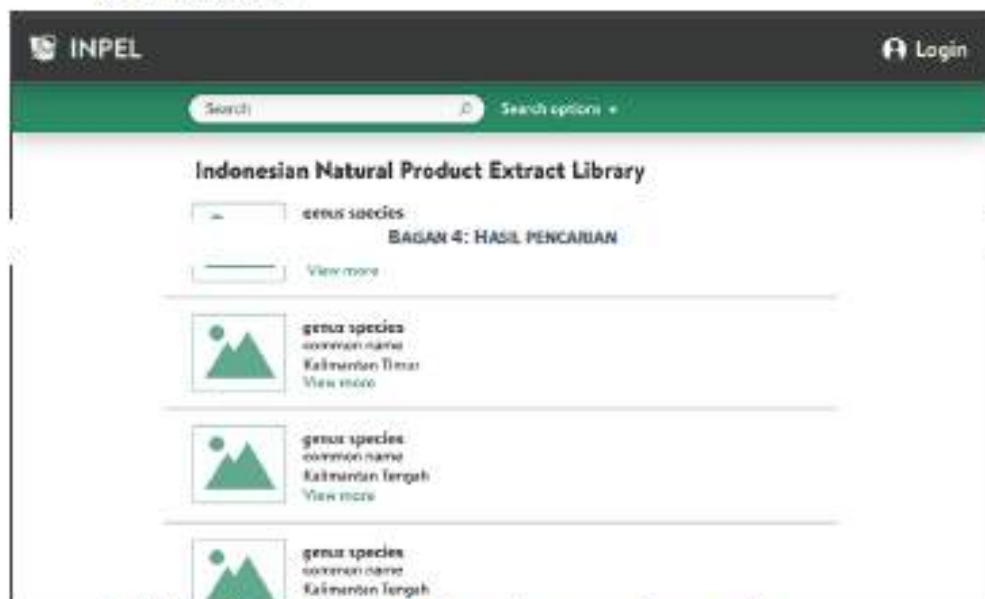 INPEL
Login
Search
Search options
Indonesian Natural Product Extract Library
genus species
BAGAN 4: HASIL PENCARIAN
View more
genus species
common name
Kalimantan Timur
View more
genus species
common name
Kalimantan Tengah
View more
genus species
common name
Kalimantan Tengah